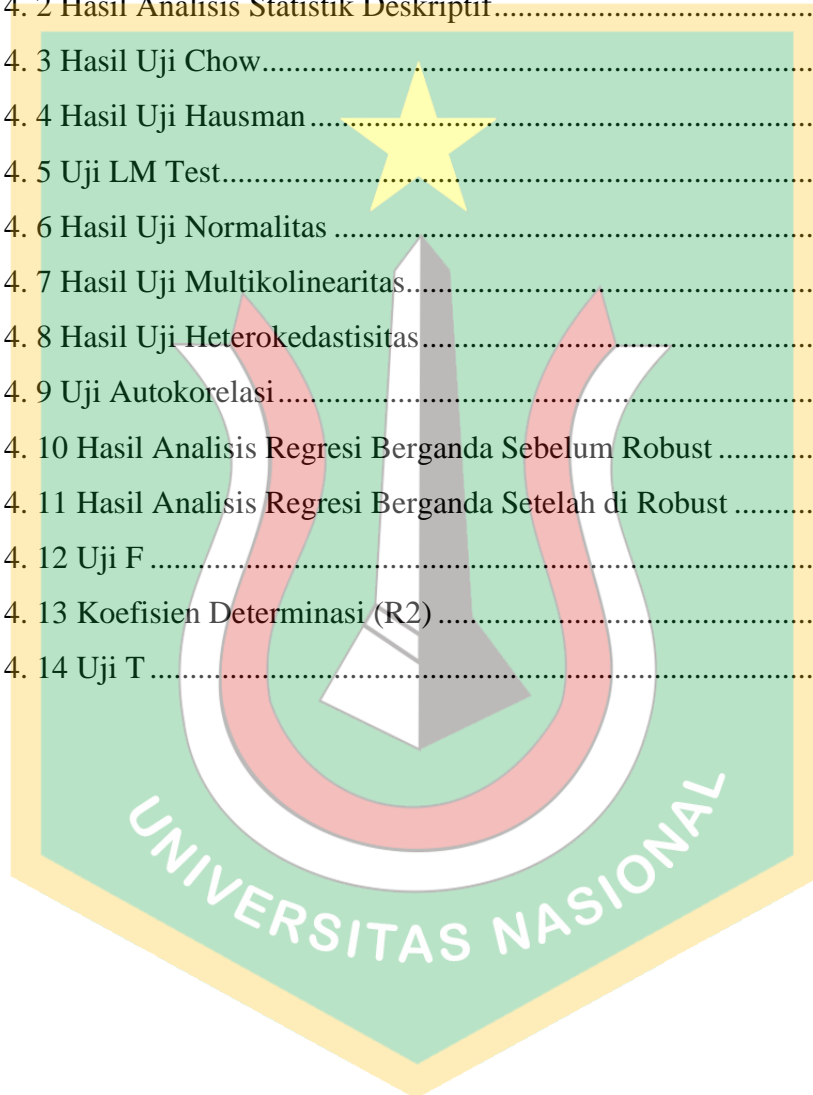 4. 2 Hasil Analisis Statistik Deskriptif....................................
4. 3 Hasil Uji Chow....................................................................
4. 4 Hasil Uji Hausman ..............................................................
4. 5 Uji LM Test.........................................................................
4. 6 Hasil Uji Normalitas ...........................................................
4. 7 Hasil Uji Multikolinearitas..................................................
4. 8 Hasil Uji Heterokedastisitas................................................
4. 9 Uji Autokorelasi..................................................................
4. 10 Hasil Analisis Regresi Berganda Sebelum Robust ............
4. 11 Hasil Analisis Regresi Berganda Setelah di Robust ..........
4. 12 Uji F ..................................................................................
4. 13 Koefisien Determinasi (R2) ..............................................
4. 14 Uji T ..................................................................................
UNIVERSITAS NASIONAL